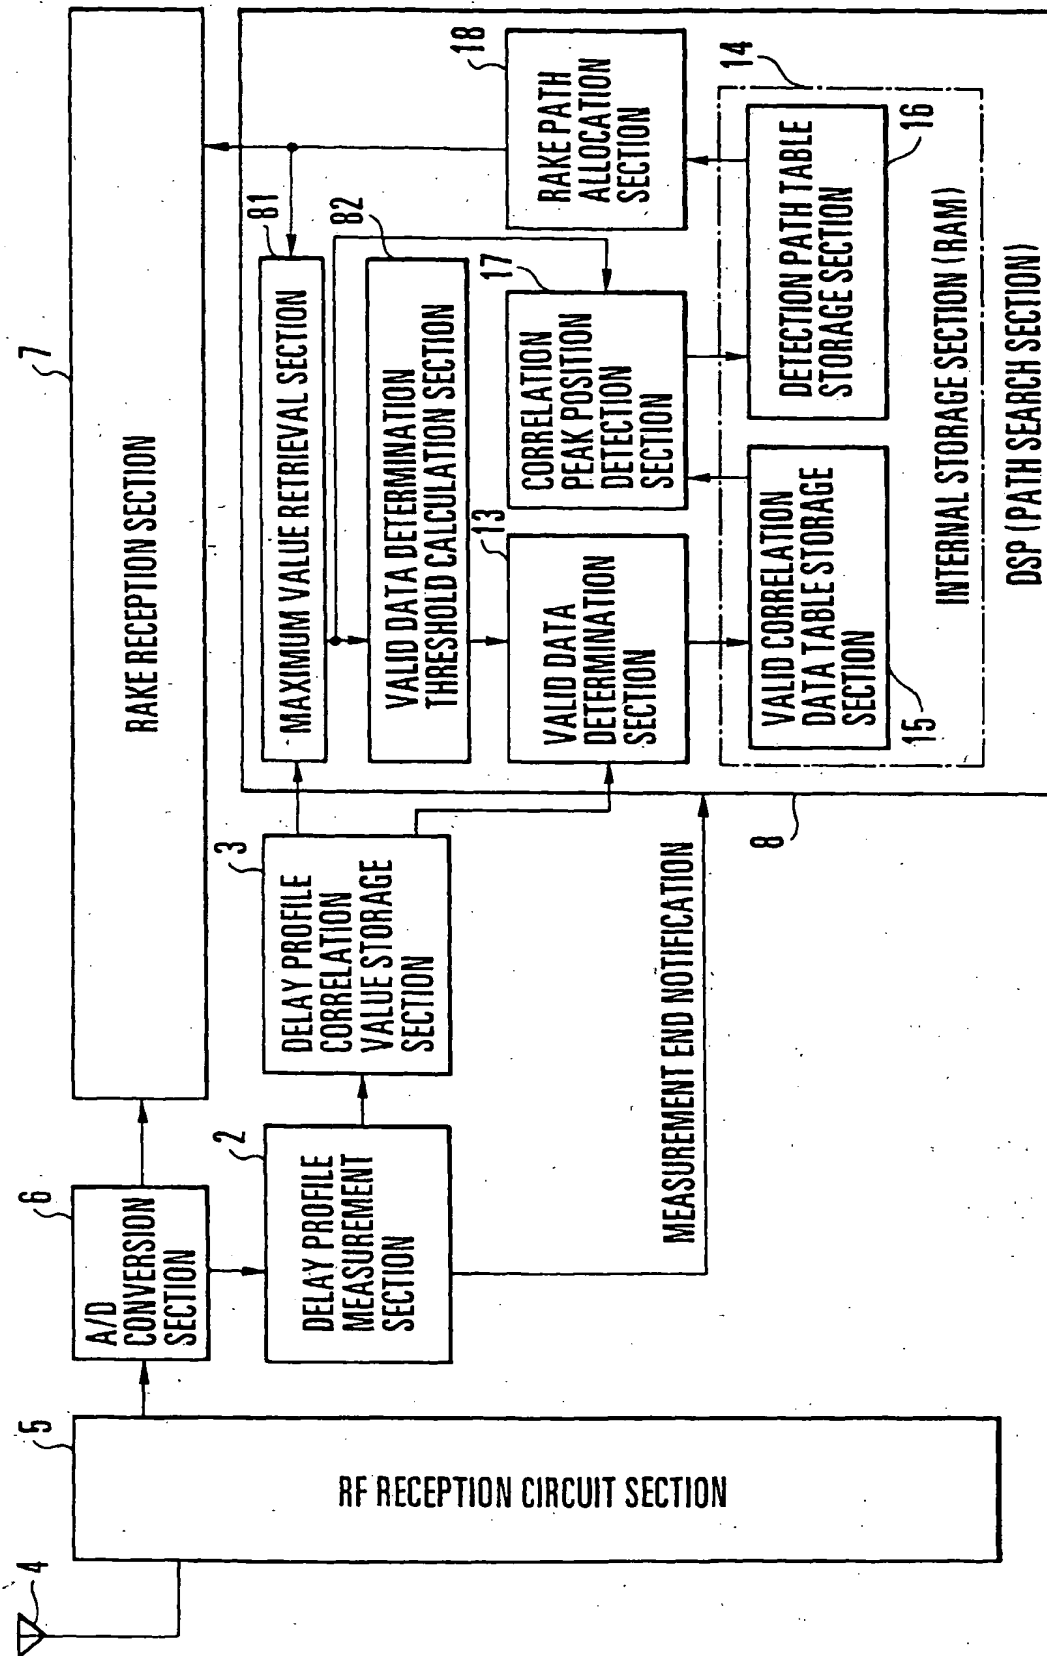 4
5
RF RECEPTION CIRCUIT SECTION
6
A/D
CONVERSION
SECTION
2
DELAY PROFILE
MEASUREMENT
SECTION
MEASUREMENT END NOTIFICATION
3
DELAY PROFILE
CORRELATION
VALUE STORAGE
SECTION
7
RAKE RECEPTION SECTION
8
81
MAXIMUM VALUE RETRIEVAL SECTION
82
VALID DATA DETERMINATION
THRESHOLD CALCULATION SECTION
13
VALID DATA
DETERMINATION
SECTION
17
CORRELATION
PEAK POSITION
DETECTION
SECTION
18
RAKE PATH
ALLOCATION
SECTION
14
15
VALID CORRELATION
DATA TABLE STORAGE
SECTION
16
DETECTION PATH TABLE
STORAGE SECTION
INTERNAL STORAGE SECTION (RAM)
DSP (PATH SEARCH SECTION)